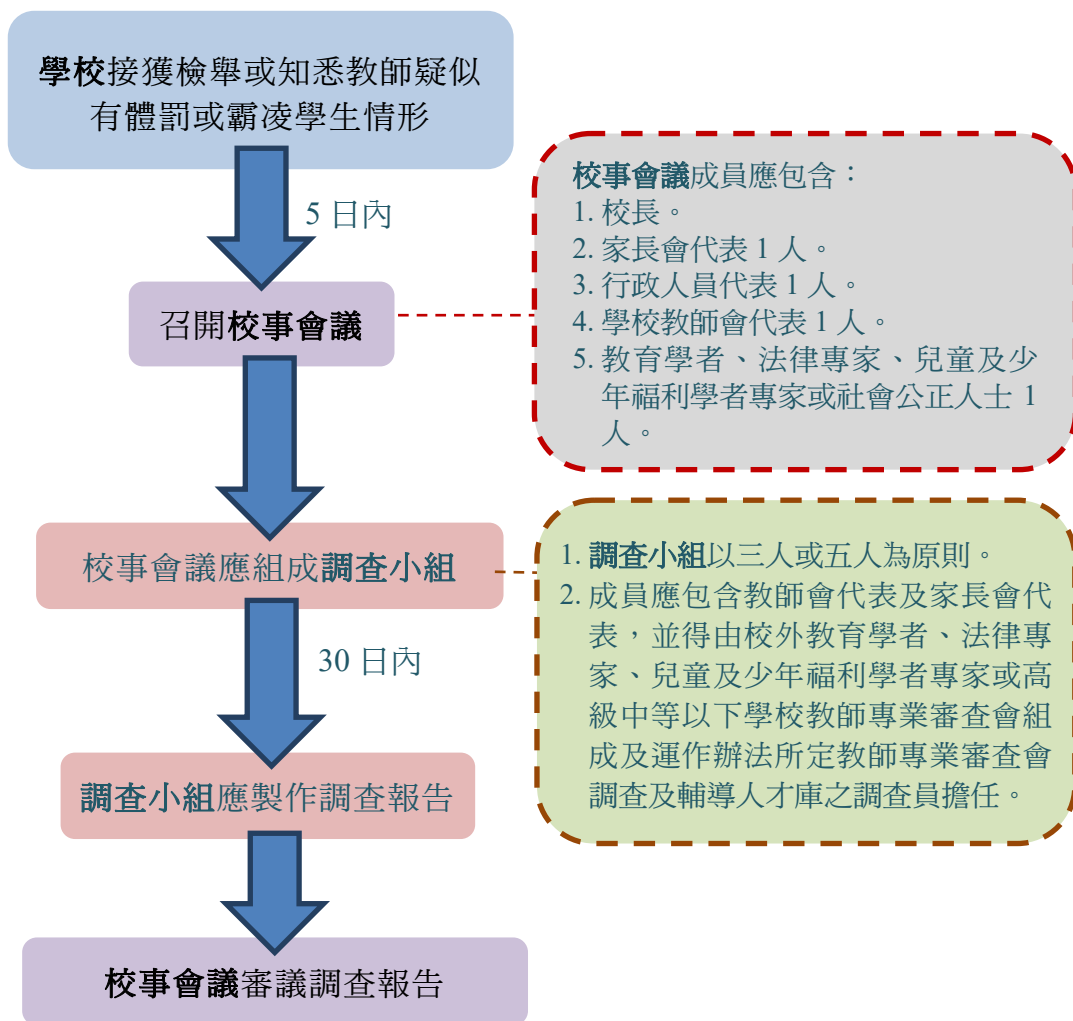 學校接獲檢舉或知悉教師疑似
有體罰或霸凌學生情形
5 日內
召開校事會議
校事會議成員應包含：
1. 校長。
2. 家長會代表 1 人。
3. 行政人員代表 1 人。
4. 學校教師會代表 1 人。
5. 教育學者、法律專家、兒童及少
年福利學者專家或社會公正人士 1
人。
校事會議應組成調查小組
1. 調查小組以三人或五人為原則。
2. 成員應包含教師會代表及家長會代
表，並得由校外教育學者、法律專
家、兒童及少年福利學者專家或高
級中等以下學校教師專業審查會組
成及運作辦法所定教師專業審查會
調查及輔導人才庫之調查員擔任。
30 日內
調查小組應製作調查報告
校事會議審議調查報告